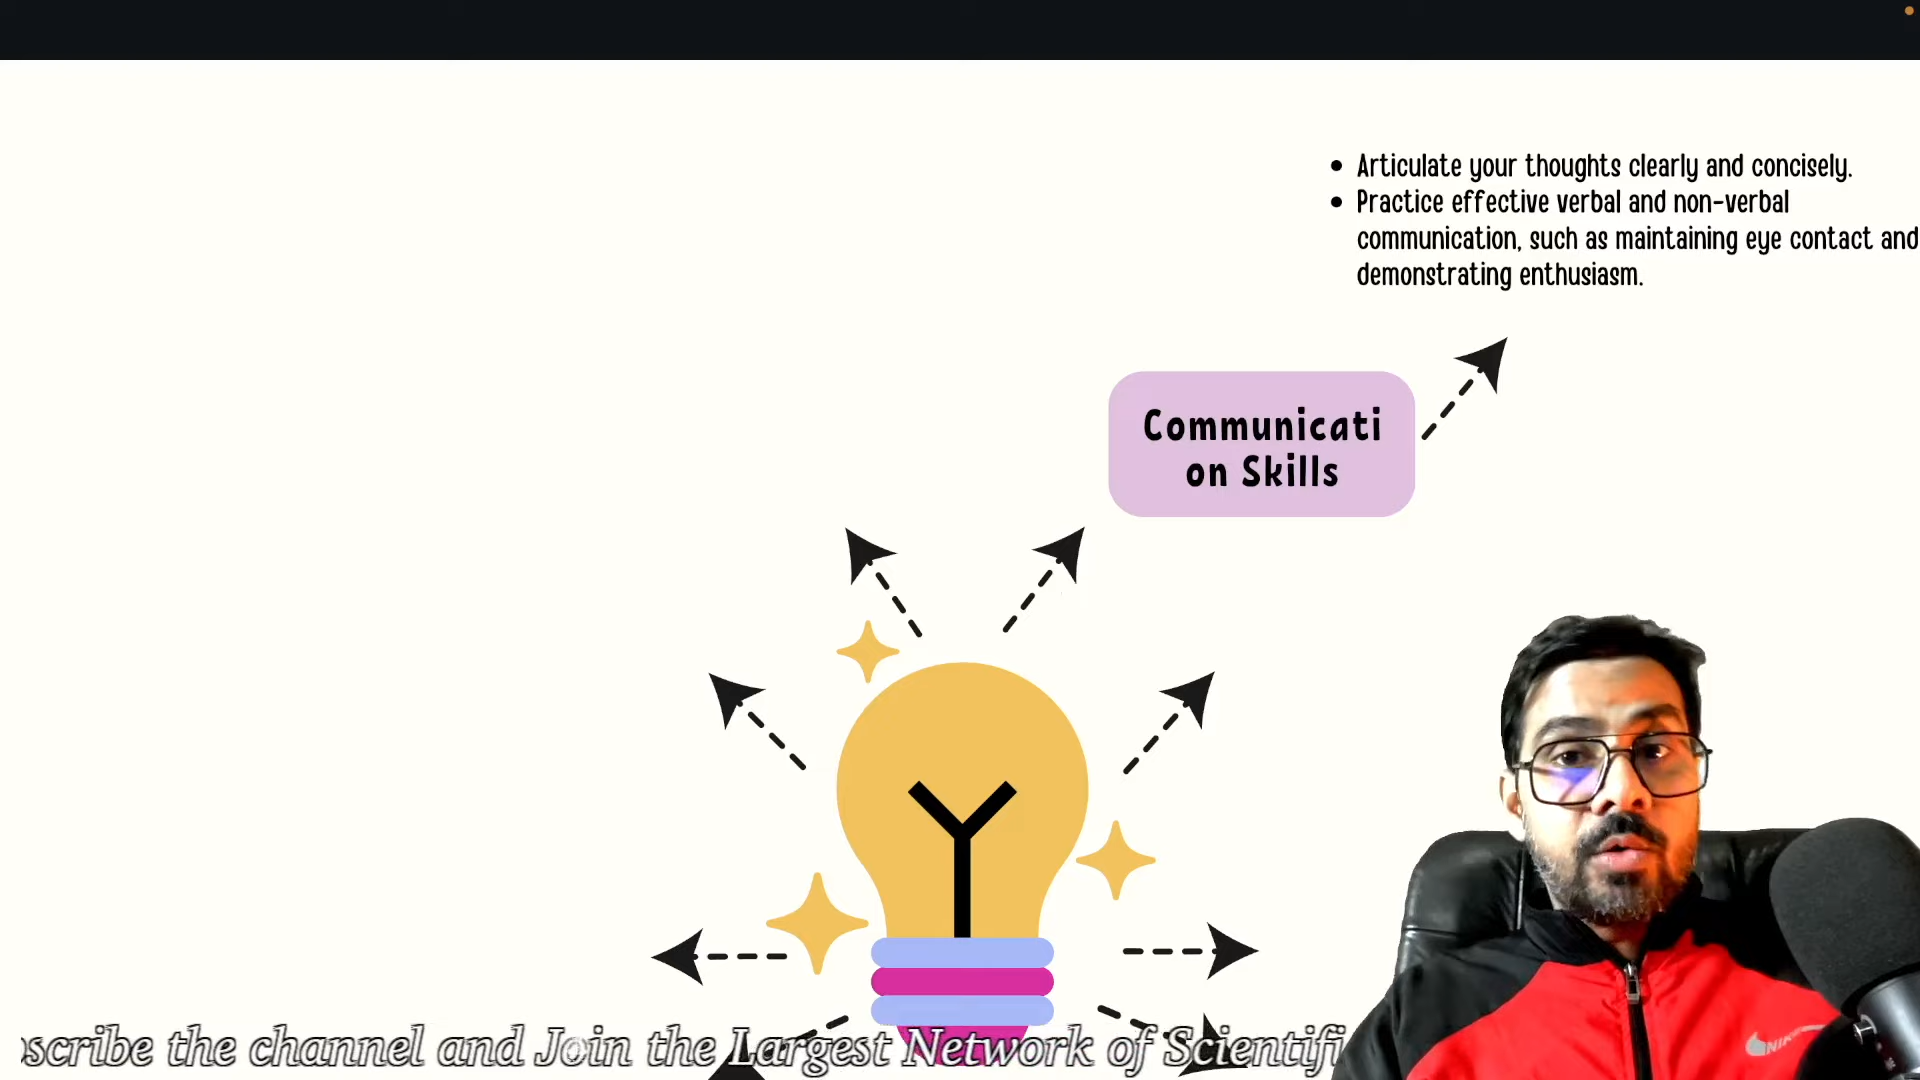 Articulate your thoughts clearly and concisely.
Practice effective verbal and non-verbal
communication, such as maintaining eye contact and
demonstrating enthusiasm.
Communicati
on Skills
scribe the channel and Join the Largest Network of Scientifi